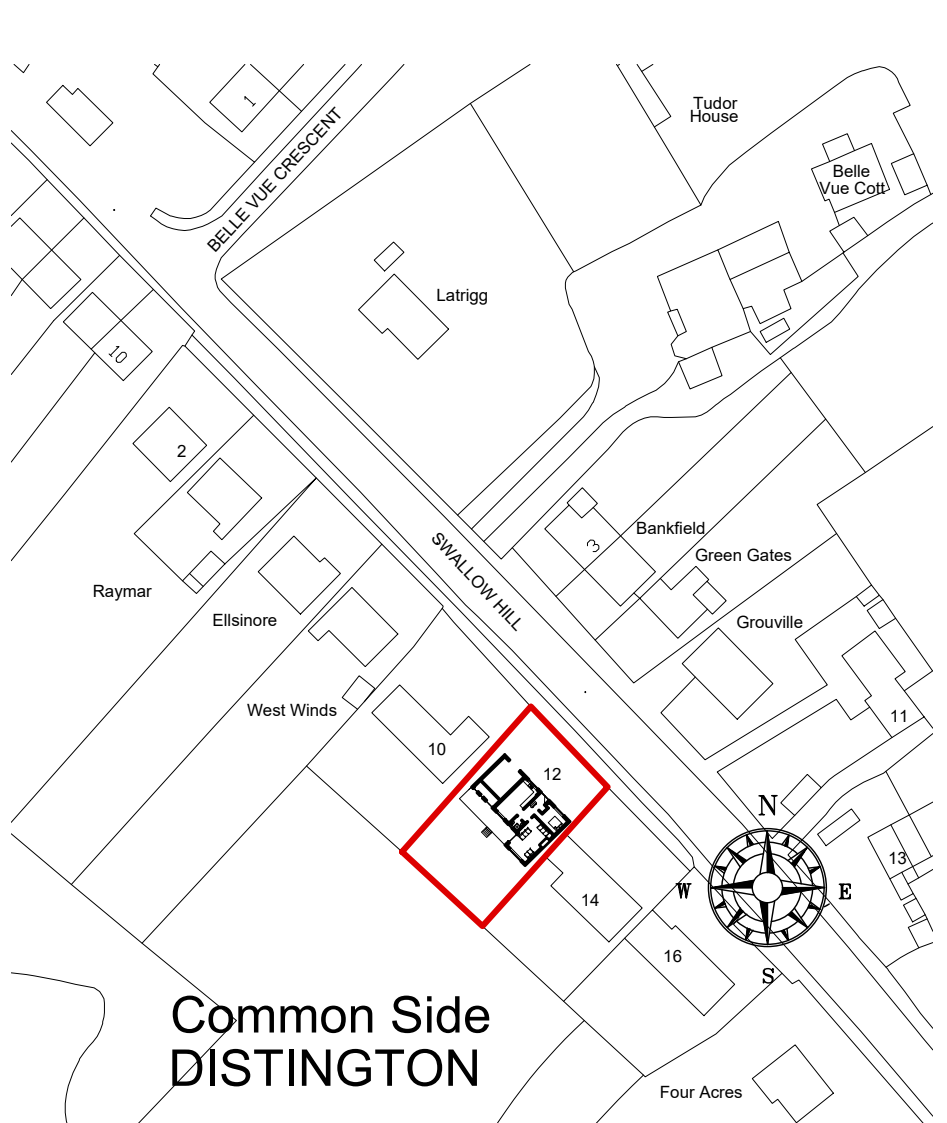 1
Tudor
House
BELLE VUE CRESCENT
Belle
Vue Cott
Latrigg
10
2
SWALLOW HILL
3
Bankfield
Green Gates
Raymar
Ellsinore
Grouville
West Winds
10
11
12
N
13
W
E
14
16
S
Common Side
DISTINGTON
Four Acres